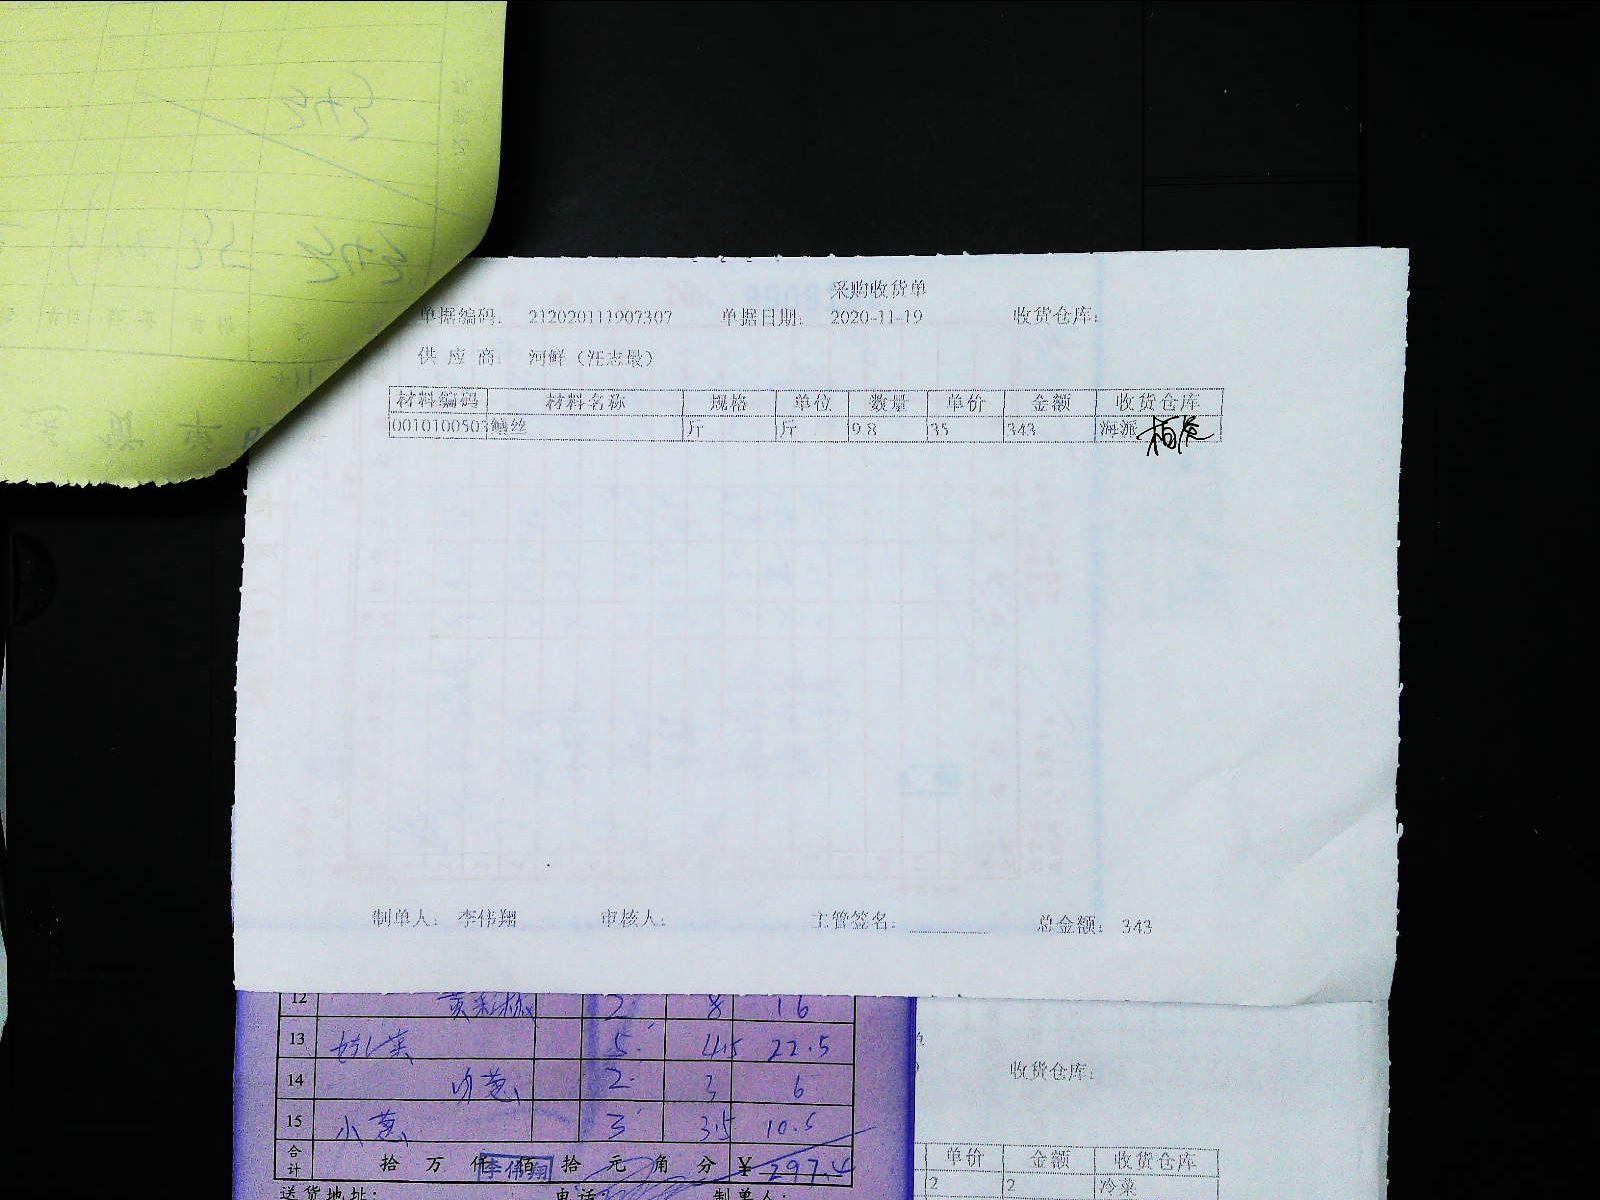 采购收货单
单据编码: 212020111907307 单据日期: 2020-11-19 收货仓库:
供应商: 河鲜（汪志最）
材料编码 材料名称 规格 单位 数量 单价 金额 收货仓库
0010100503 鳝丝 斤 斤 9.8 35 343 海派
制单人: 李伟翔 审核人: 主管签名: 总金额: 343
12 2 8 16
13 5 4.5 22.5
14 2 3 6
15 小葱 3 3.5 10.5
合计 拾 万 仟 佰 拾 元 角 分 ¥ 297.4
李伟翔
送货地址: 电话 制单人:
收货仓库:
单价 金额 收货仓库
2 2 冷菜